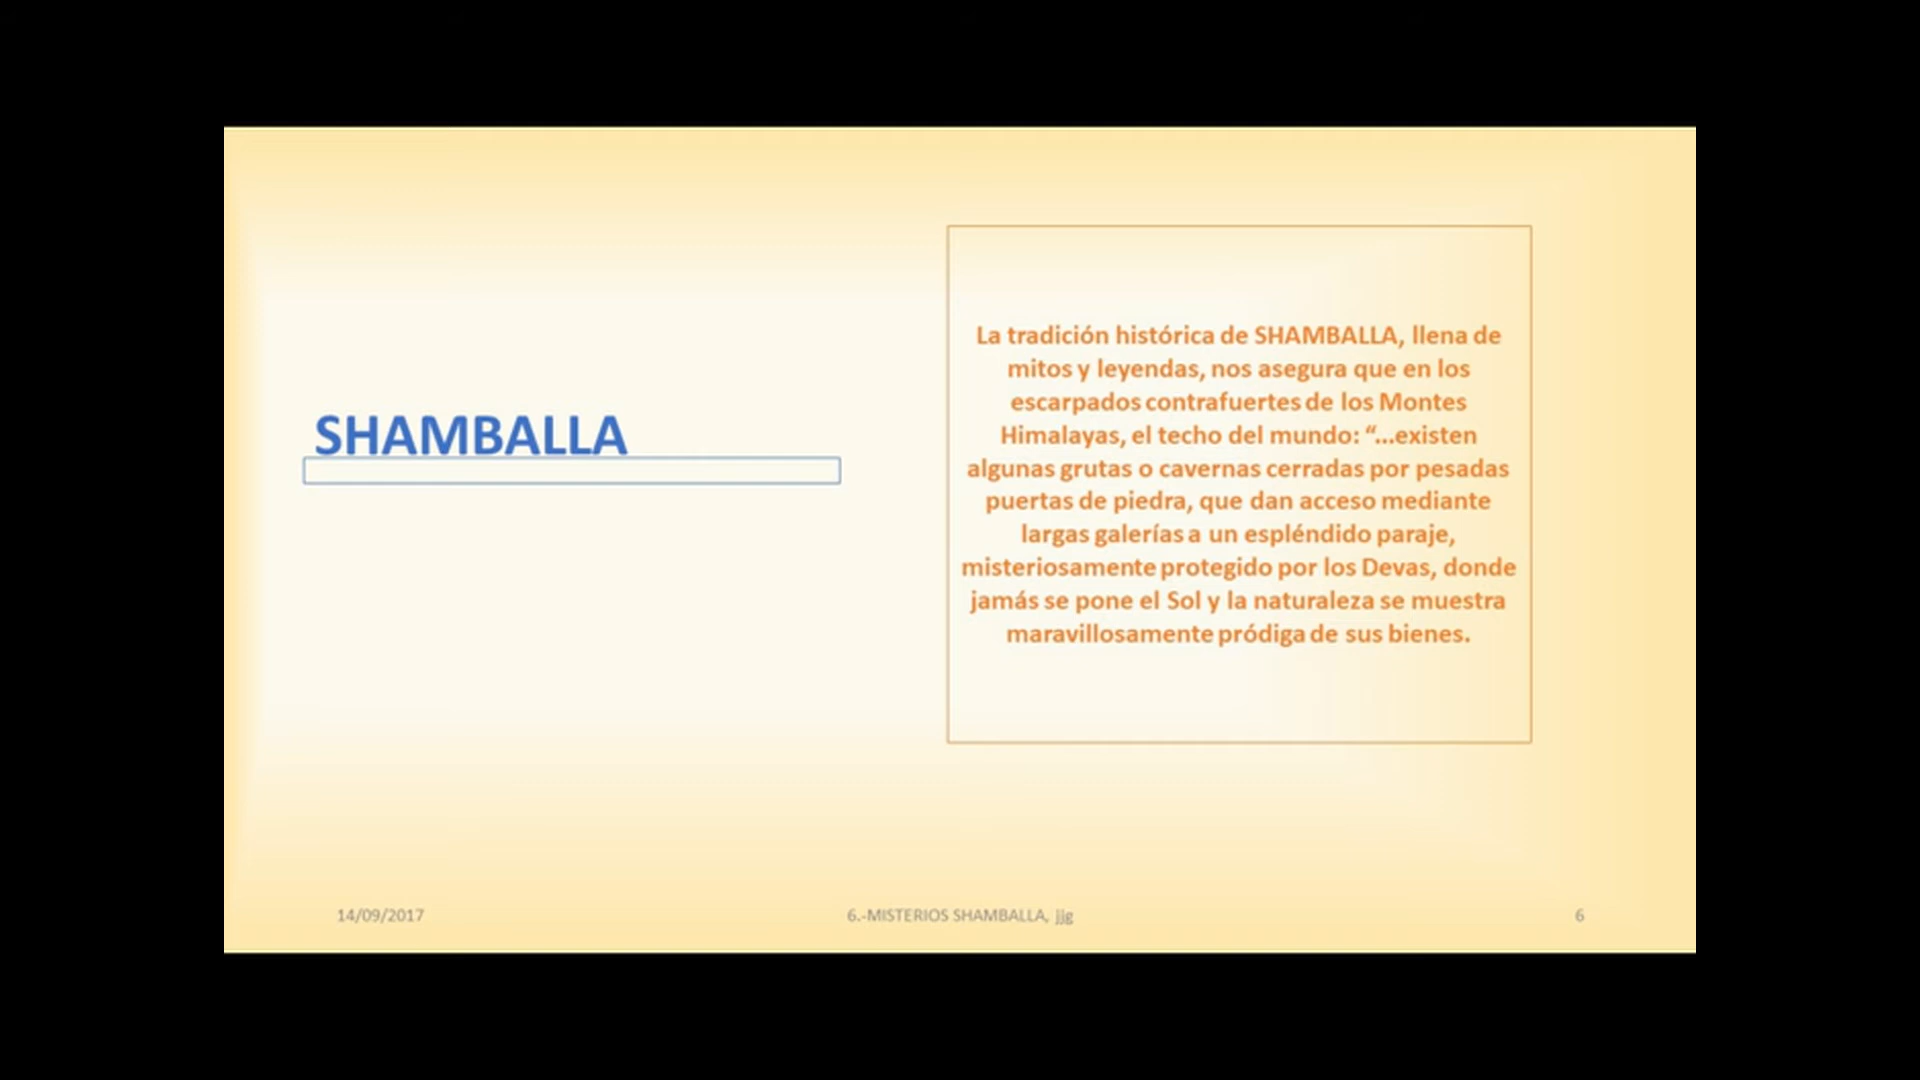 SHAMBALLA
La tradición histórica de SHAMBALLA, llena de
mitos y leyendas, nos asegura que en los
escarpados contrafuertes de los Montes
Himalayas, el techo del mundo: “...existen
algunas grutas o cavernas cerradas por pesadas
puertas de piedra, que dan acceso mediante
largas galerías a un espléndido paraje,
misteriosamente protegido por los Devas, donde
jamás se pone el Sol y la naturaleza se muestra
maravillosamente pródiga de sus bienes.
14/09/2017
6.-MISTERIOS SHAMBALLA, jjg
6